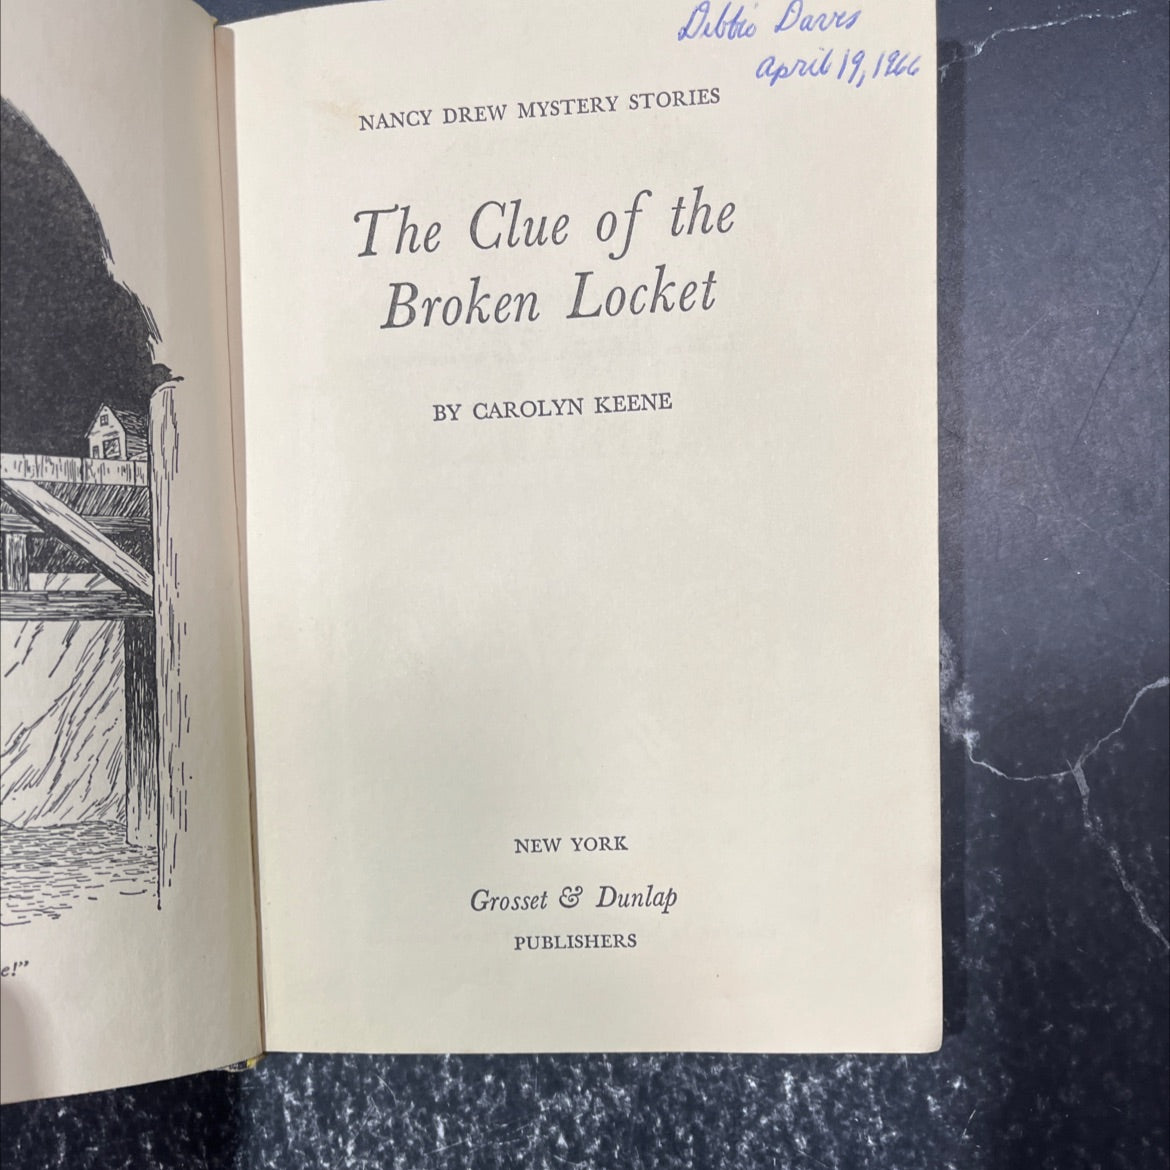 Debbie Daves
April 19, 1966
NANCY DREW MYSTERY STORIES
The Clue of the
Broken Locket
BY CAROLYN KEENE
NEW YORK
Grosset & Dunlap
PUBLISHERS
e!”